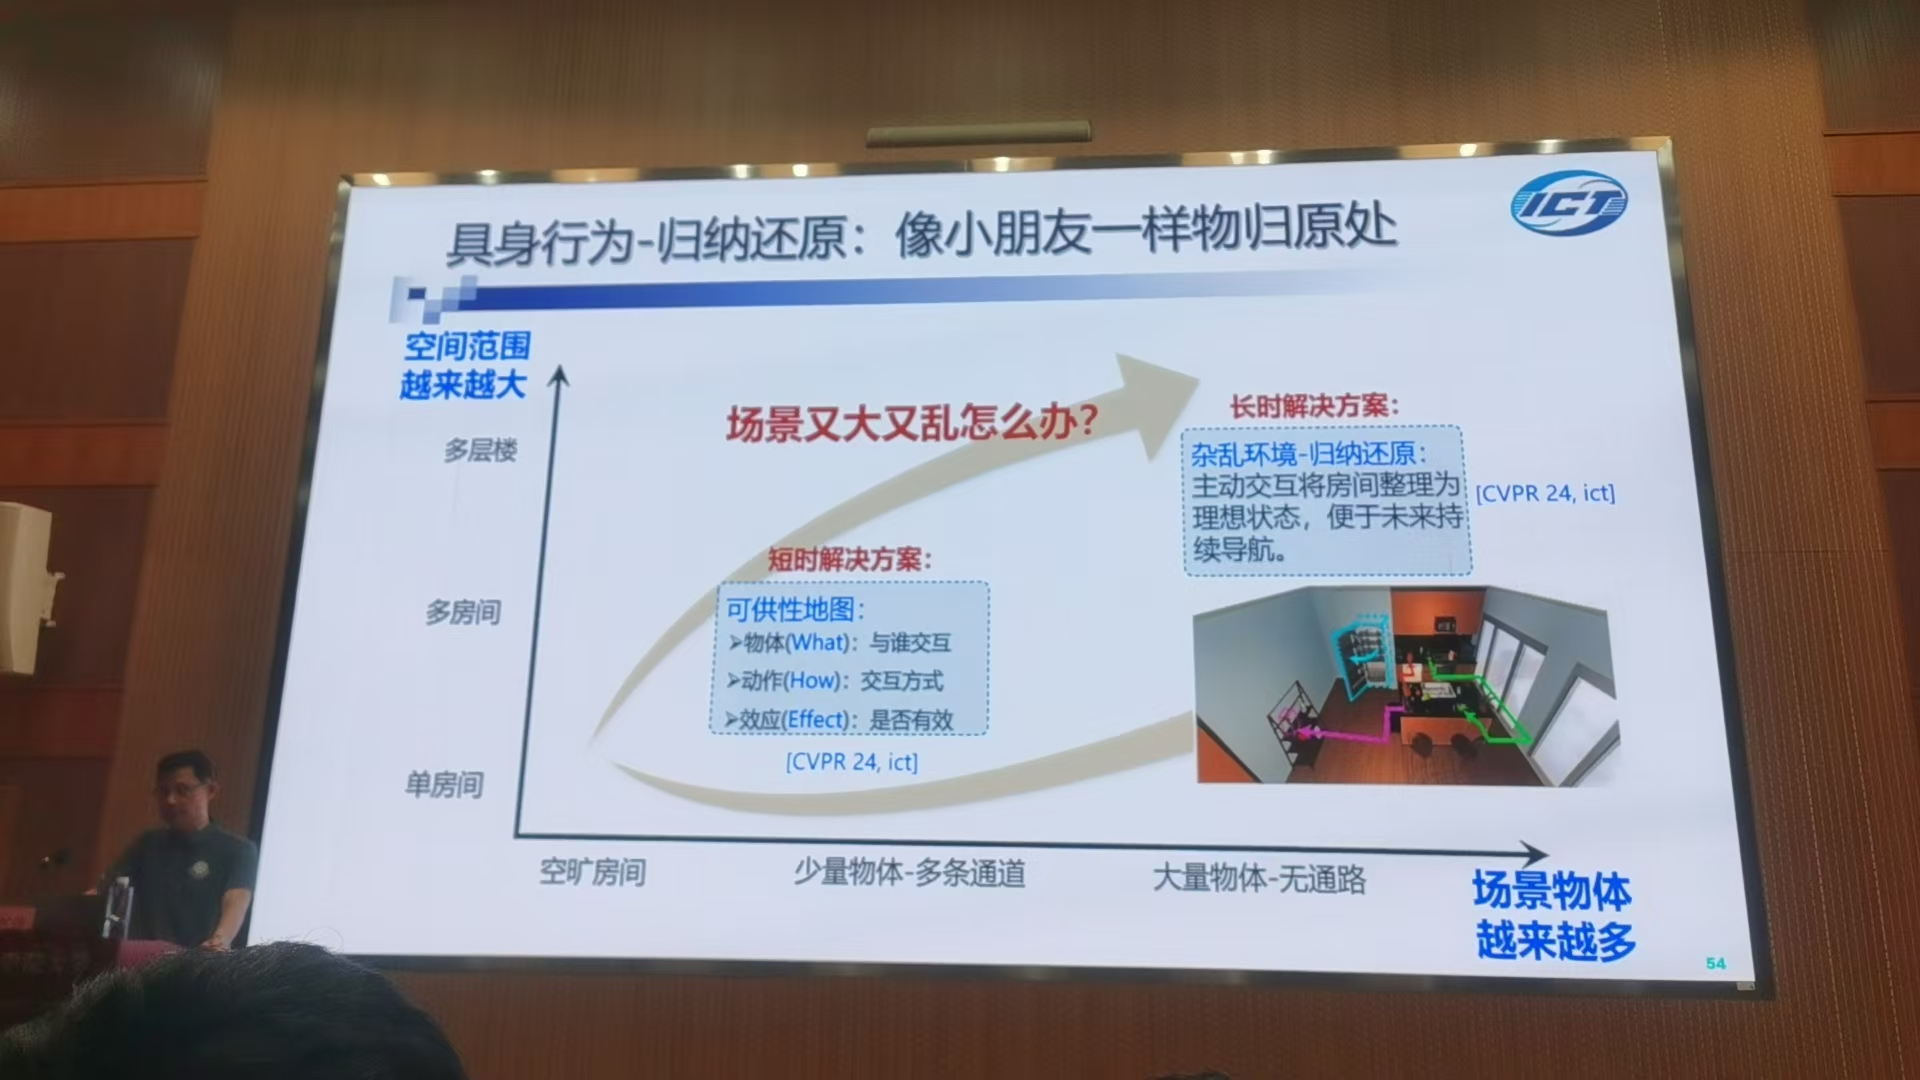 具身行为-归纳还原：像小朋友一样物归原处
ICT
空间范围
越来越大
场景又大又乱怎么办？
长时解决方案：
杂乱环境-归纳还原：
主动交互将房间整理为
理想状态，便于未来持
续导航。
[CVPR 24, ict]
多层楼
短时解决方案：
可供性地图：
➢物体(What)：与谁交互
➢动作(How)：交互方式
➢效应(Effect)：是否有效
[CVPR 24, ict]
多房间
单房间
空旷房间
少量物体-多条通道
大量物体-无通路
场景物体
越来越多
54